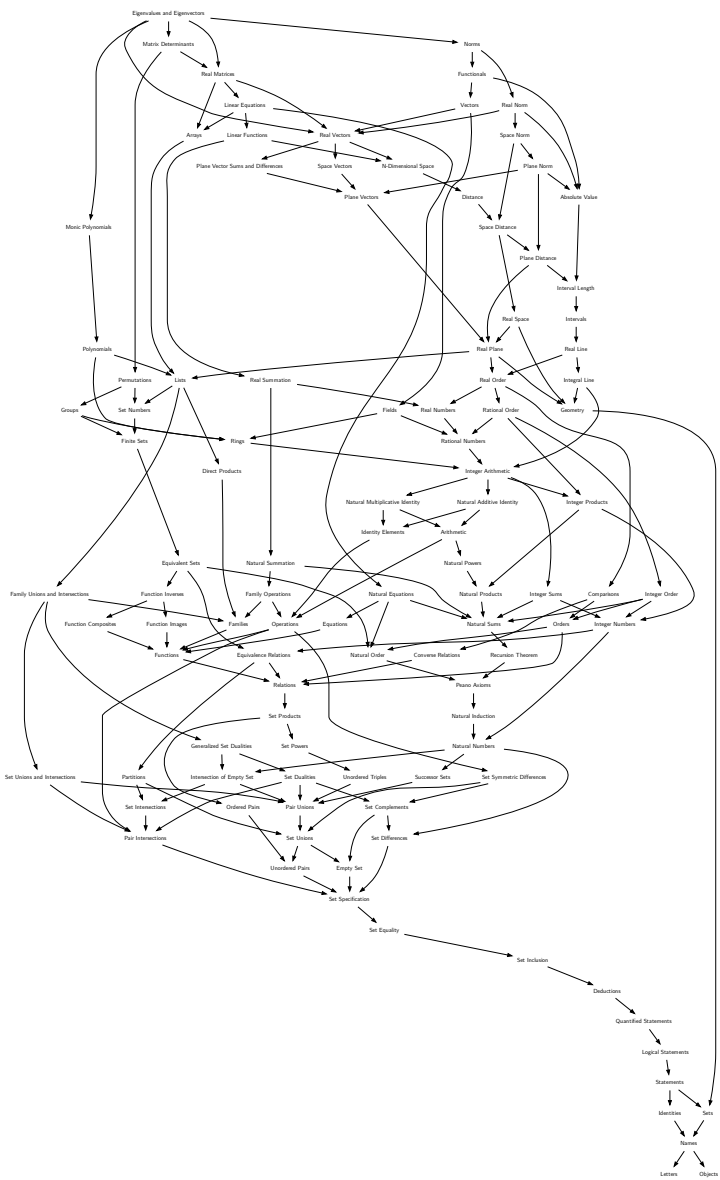 Eigenvalues and Eigenvectors
Matrix Determinants
Norms
Real Matrices
Functionals
Linear Equations
Vectors
Real Norm
Arrays
Linear Functions
Real Vectors
Space Norm
Plane Vector Sums and Differences
Space Vectors
N-Dimensional Space
Plane Norm
Plane Vectors
Distance
Absolute Value
Monic Polynomials
Space Distance
Plane Distance
Interval Length
Real Space
Intervals
Polynomials
Real Plane
Real Line
Permutations
Lists
Real Summation
Real Order
Integral Line
Groups
Set Numbers
Fields
Real Numbers
Rational Order
Geometry
Finite Sets
Rings
Rational Numbers
Direct Products
Integer Arithmetic
Natural Multiplicative Identity
Natural Additive Identity
Integer Products
Identity Elements
Arithmetic
Equivalent Sets
Natural Summation
Natural Powers
Family Unions and Intersections
Function Inverses
Family Operations
Natural Equations
Natural Products
Integer Sums
Comparisons
Integer Order
Function Composites
Function Images
Families
Operations
Equations
Natural Sums
Orders
Integer Numbers
Functions
Equivalence Relations
Natural Order
Converse Relations
Recursion Theorem
Relations
Peano Axioms
Set Products
Natural Induction
Generalized Set Dualities
Set Powers
Natural Numbers
Set Unions and Intersections
Partitions
Intersection of Empty Set
Set Dualities
Unordered Triples
Successor Sets
Set Symmetric Differences
Set Intersections
Ordered Pairs
Pair Unions
Set Complements
Pair Intersections
Set Unions
Set Differences
Unordered Pairs
Empty Set
Set Specification
Set Equality
Set Inclusion
Deductions
Quantified Statements
Logical Statements
Statements
Identities
Sets
Names
Letters
Objects